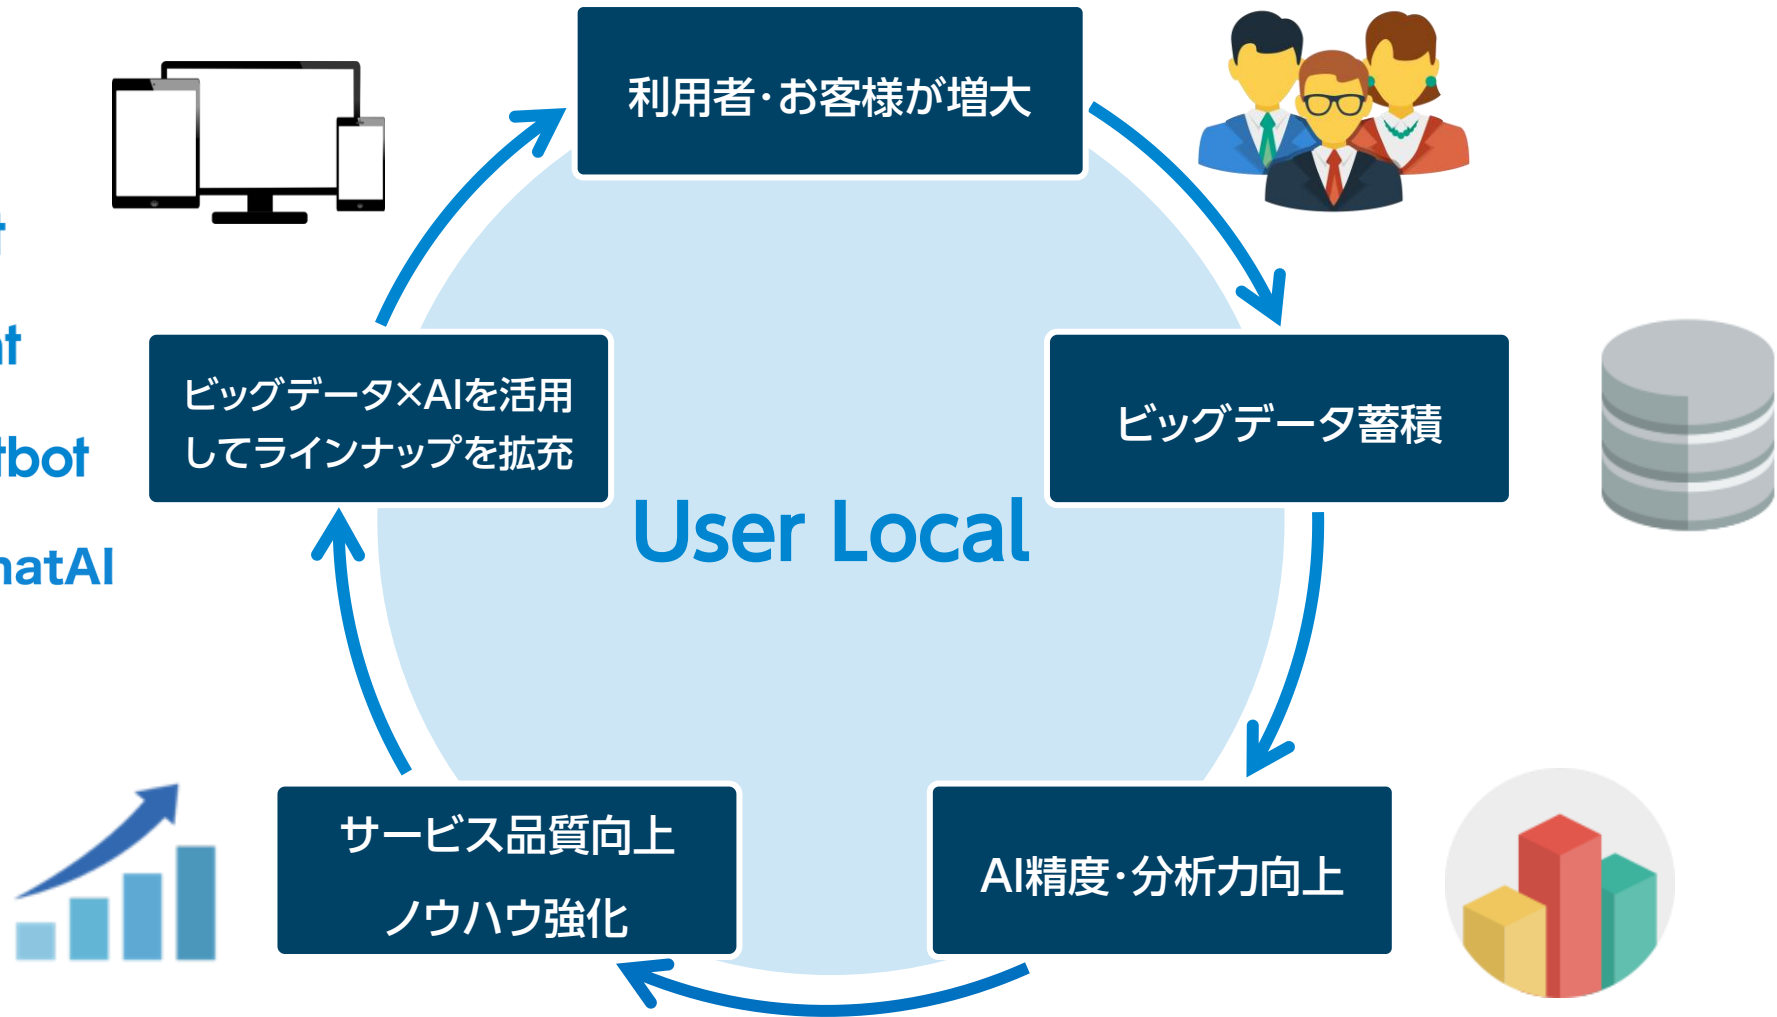 利用者・お客様が増大
ビッグデータ×AIを活用
してラインナップを拡充
ビッグデータ蓄積
User Local
サービス品質向上
ノウハウ強化
AI精度・分析力向上